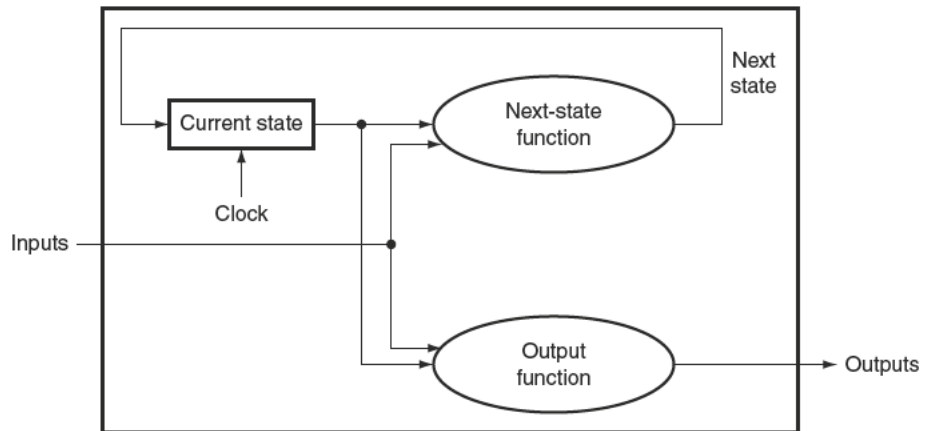 Next
state
Next-state
function
Current state
Clock
Inputs
Output
function
Outputs